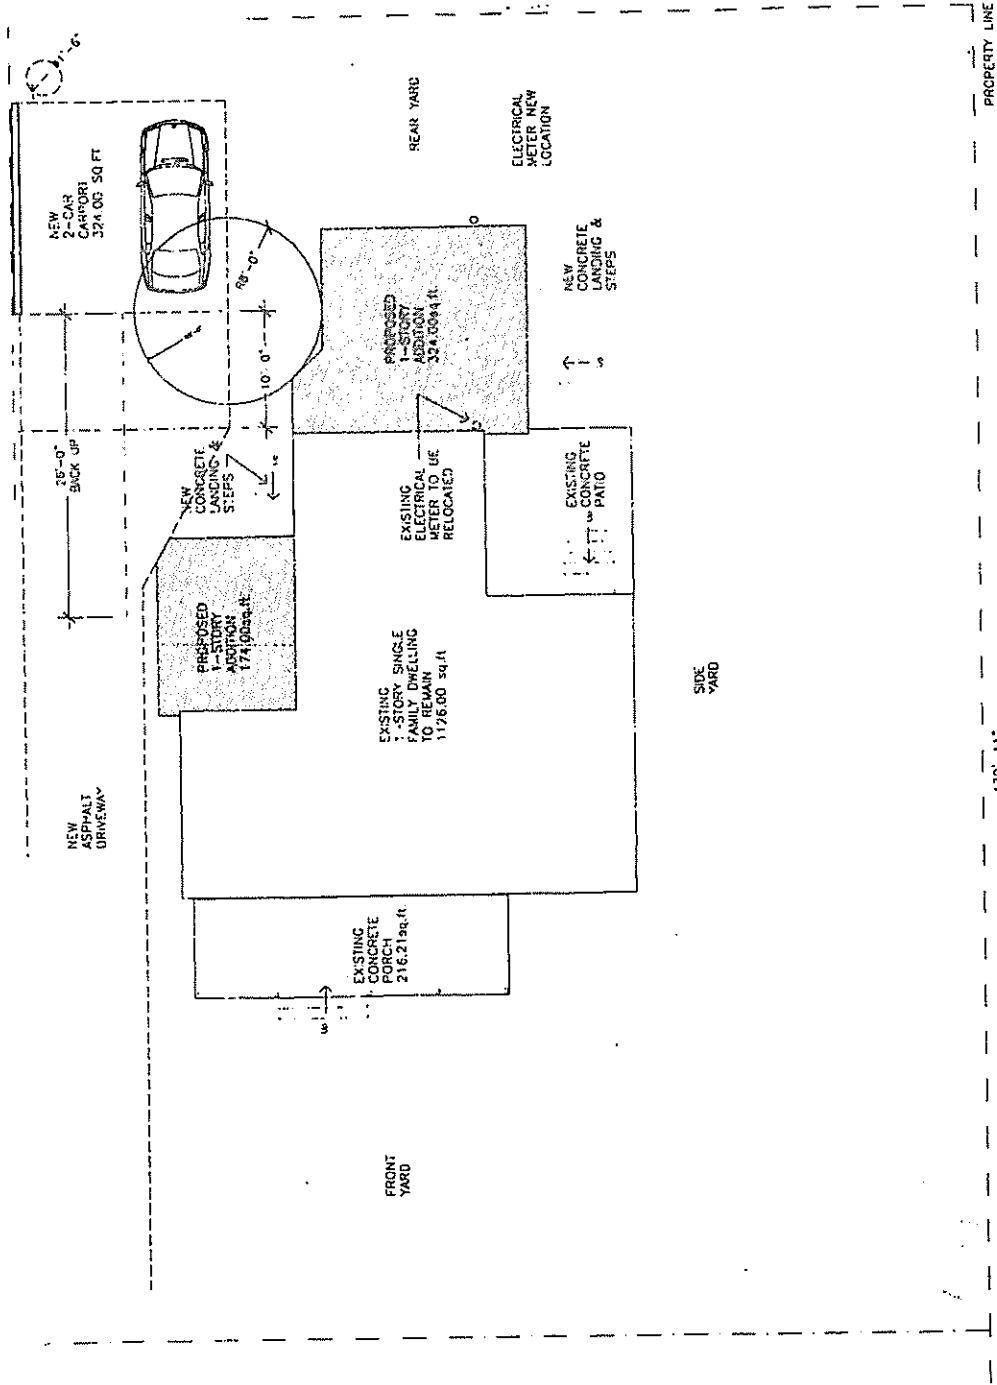 PROPERTY LINE
NEW
2-CAR
CARPORT
324.00 SQ FT
REAR YARD
ELECTRICAL
METER NEW
LOCATION
R8'-0"
10'-0"
25'-0"
BACK UP
NEW
CONCRETE
LANDING &
STEPS
PROPOSED
1-STORY
ADDITION
324.00sq.ft.
NEW
CONCRETE
LANDING &
STEPS
EXISTING
ELECTRICAL
METER TO BE
RELOCATED
EXISTING
CONCRETE
PATIO
PROPOSED
1-STORY
ADDITION
174.00sq.ft.
EXISTING
1-STORY SINGLE
FAMILY DWELLING
TO REMAIN
1126.00 sq.ft
SIDE
YARD
NEW
ASPHALT
DRIVEWAY
EXISTING
CONCRETE
PORCH
216.21sq.ft.
FRONT
YARD